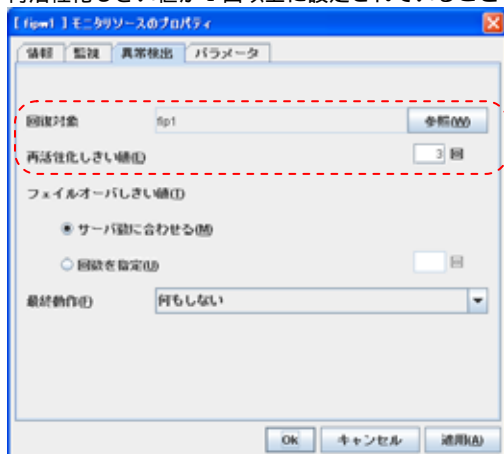 再活性化しきい値が 3 回以上に設定されていること
[ fipw1 ] モニタリソースのプロパティ
情報 監視 異常検出 パラメータ
回復対象 fip1 参照(W)
再活性化しきい値(E) 3 回
フェイルオーバしきい値(T)
サーバ数に合わせる(M)
回数を指定(U) 回
最終動作(F) 何もしない
OK キャンセル 適用(A)